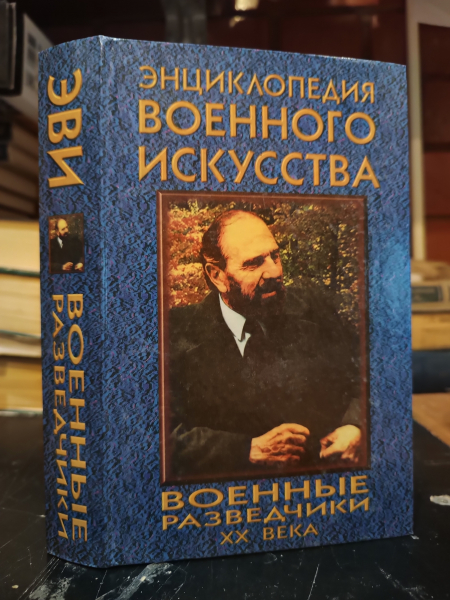 ЭНЦИКЛОПЕДИЯ
ВОЕННОГО
ИСКУССТВА
ВОЕННЫЕ
РАЗВЕДЧИКИ
XX ВЕКА
ЭВИ
ВОЕННЫЕ
РАЗВЕДЧИКИ